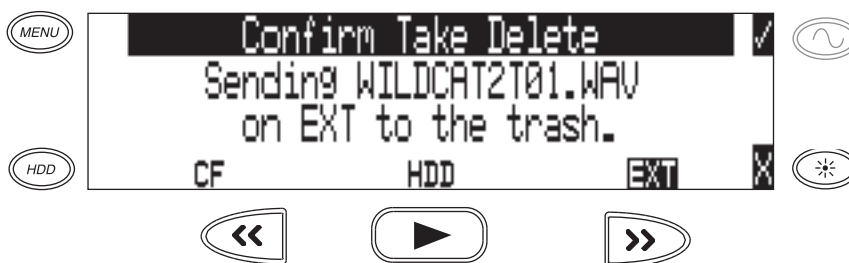 MENU
Confirm Take Delete
Sending WILDCAT2T01.WAV
on EXT to the trash.
HDD
CF HDD EXT X